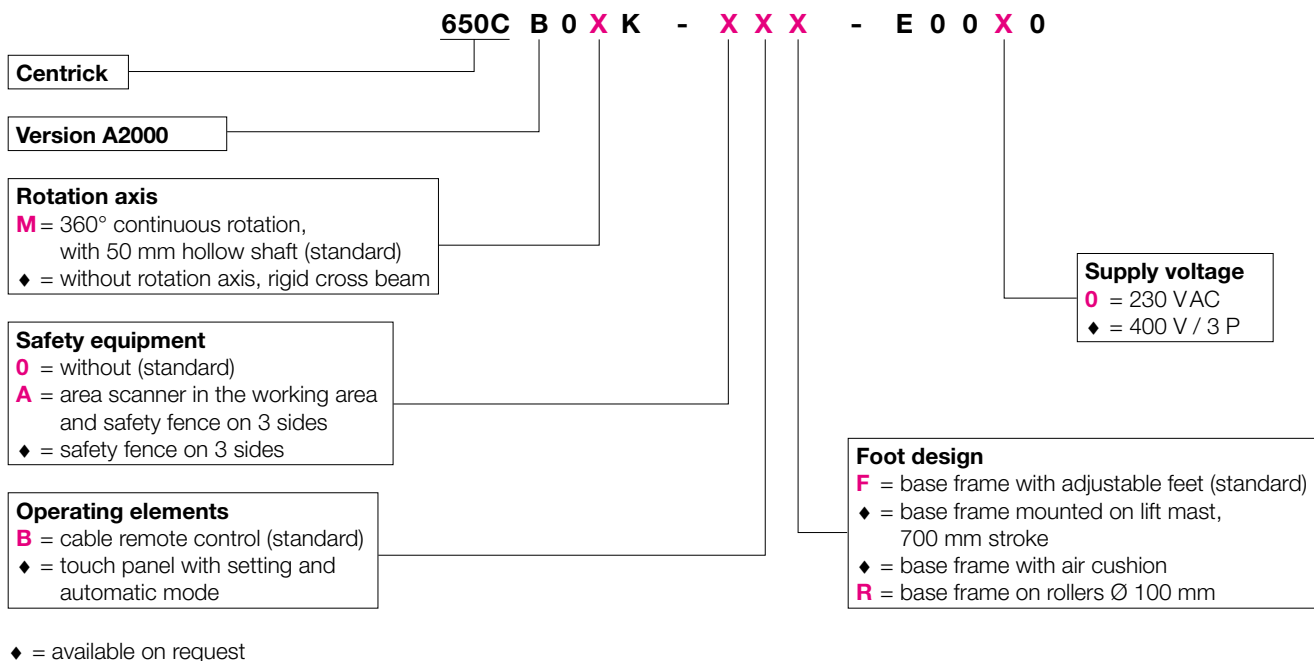 650C B 0 X K - X X X - E 0 0 X 0
Centrick
Version A2000
Rotation axis
M = 360° continuous rotation,
with 50 mm hollow shaft (standard)
♦ = without rotation axis, rigid cross beam
Safety equipment
0 = without (standard)
A = area scanner in the working area
and safety fence on 3 sides
♦ = safety fence on 3 sides
Operating elements
B = cable remote control (standard)
♦ = touch panel with setting and
automatic mode
Supply voltage
0 = 230 VAC
♦ = 400 V / 3 P
Foot design
F = base frame with adjustable feet (standard)
♦ = base frame mounted on lift mast,
700 mm stroke
♦ = base frame with air cushion
R = base frame on rollers Ø 100 mm
♦ = available on request